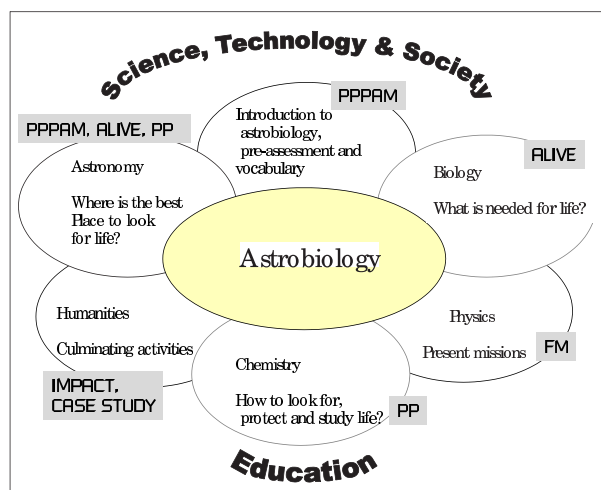 Science, Technology & Society
PPPAM
Introduction to
astrobiology,
pre-assessment and
vocabulary
PPPAM, ALIVE, PP
Astronomy
Where is the best
Place to look
for life?
ALIVE
Biology
What is needed for life?
Astrobiology
Humanities
Culminating activities
IMPACT,
CASE STUDY
Chemistry
How to look for,
protect and study life?
PP
Physics
Present missions
FM
Education